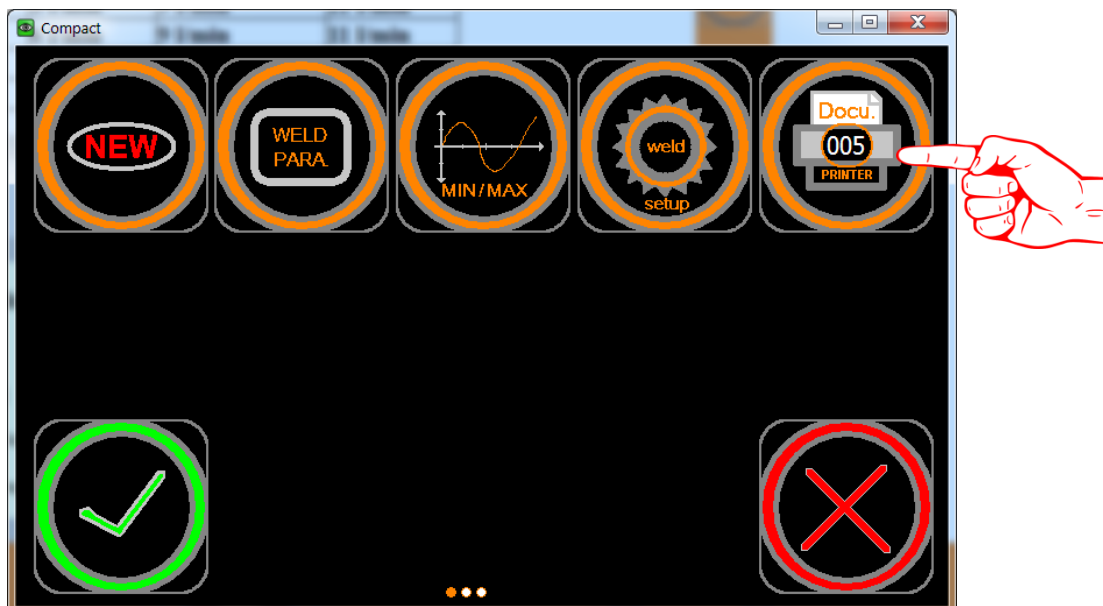 Compact
NEW
WELD
PARA.
MIN/MAX
weld
setup
Docu.
005
PRINTER